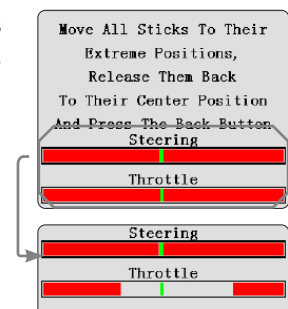 Move All Sticks To Their
Extreme Positions,
Release Them Back
To Their Center Position
And Press The Back Button
Steering
Throttle
Steering
Throttle